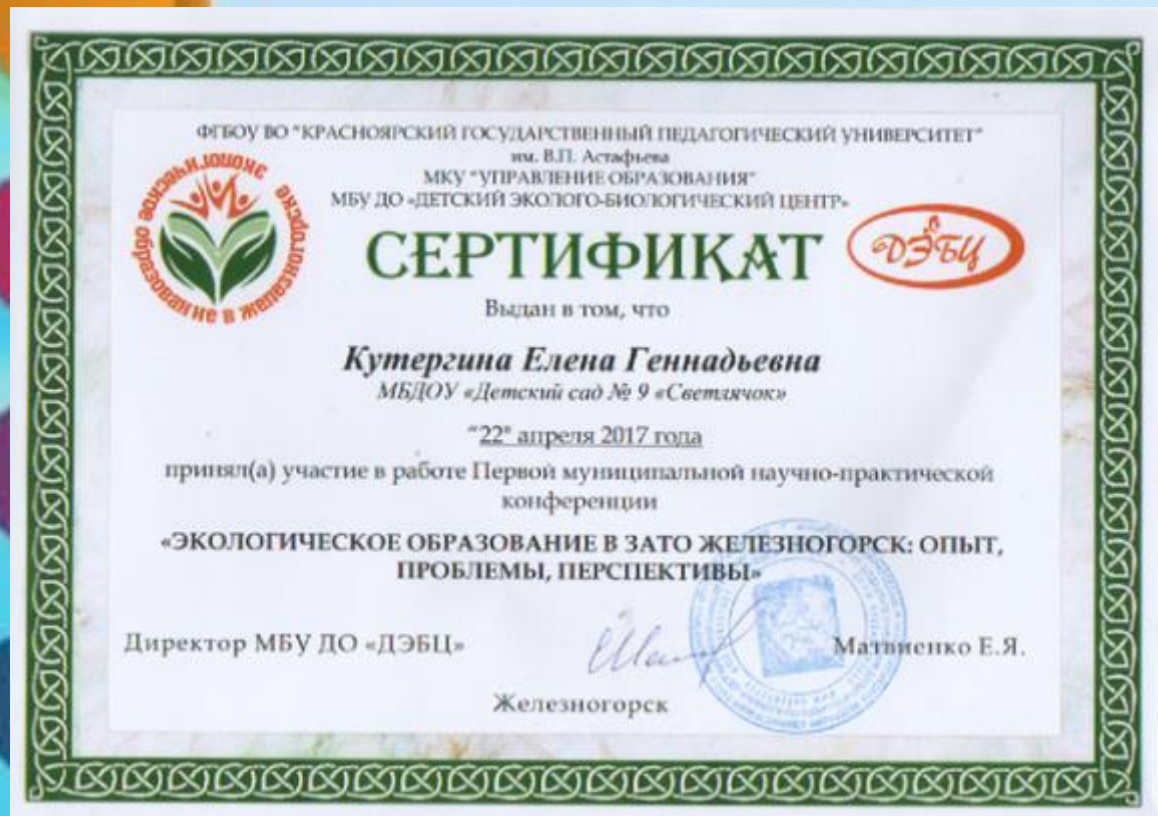 ФГБОУ ВО "КРАСНОЯРСКИЙ ГОСУДАРСТВЕННЫЙ ПЕДАГОГИЧЕСКИЙ УНИВЕРСИТЕТ"
им. В.П. Астафьева
МКУ "УПРАВЛЕНИЕ ОБРАЗОВАНИЯ"
МБУ ДО «ДЕТСКИЙ ЭКОЛОГО-БИОЛОГИЧЕСКИЙ ЦЕНТР»
экологическое образование в железногорске
СЕРТИФИКАТ
ДЭБЦ
Выдан в том, что
Кутергина Елена Геннадьевна
МБДОУ «Детский сад № 9 «Светлячок»
"22" апреля 2017 года
принял(а) участие в работе Первой муниципальной научно-практической
конференции
«ЭКОЛОГИЧЕСКОЕ ОБРАЗОВАНИЕ В ЗАТО ЖЕЛЕЗНОГОРСК: ОПЫТ,
ПРОБЛЕМЫ, ПЕРСПЕКТИВЫ»
Директор МБУ ДО «ДЭБЦ»
Матвиенко Е.Я.
Железногорск